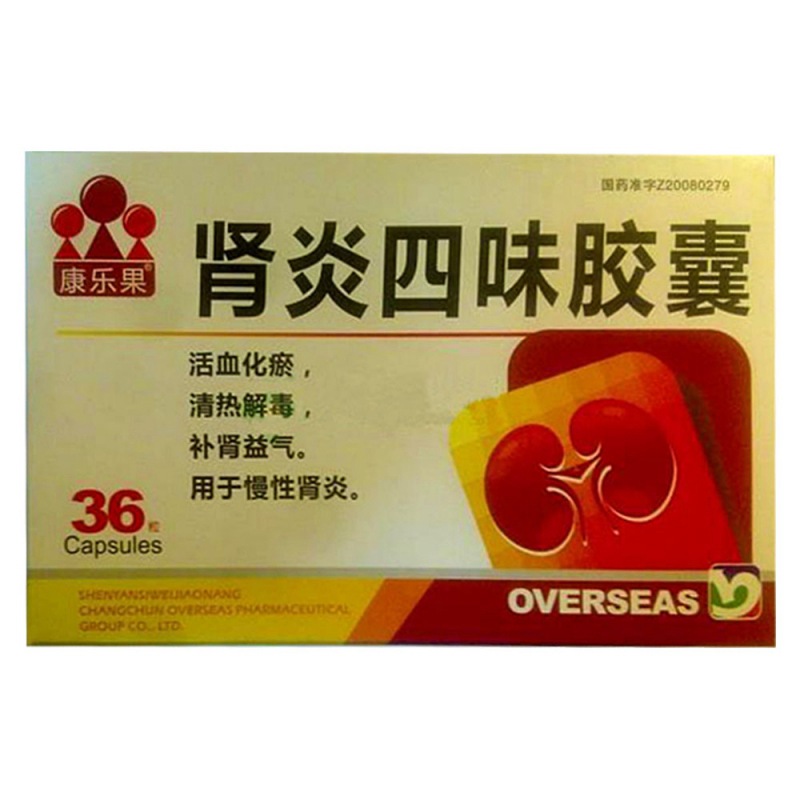 国药准字Z20080279
康乐果®
肾炎四味胶囊
活血化瘀，
清热解毒，
补肾益气。
用于慢性肾炎。
36粒
Capsules
SHENYANSIWEIJIAONANG
CHANGCHUN OVERSEAS PHARMACEUTICAL
GROUP CO., LTD.
OVERSEAS